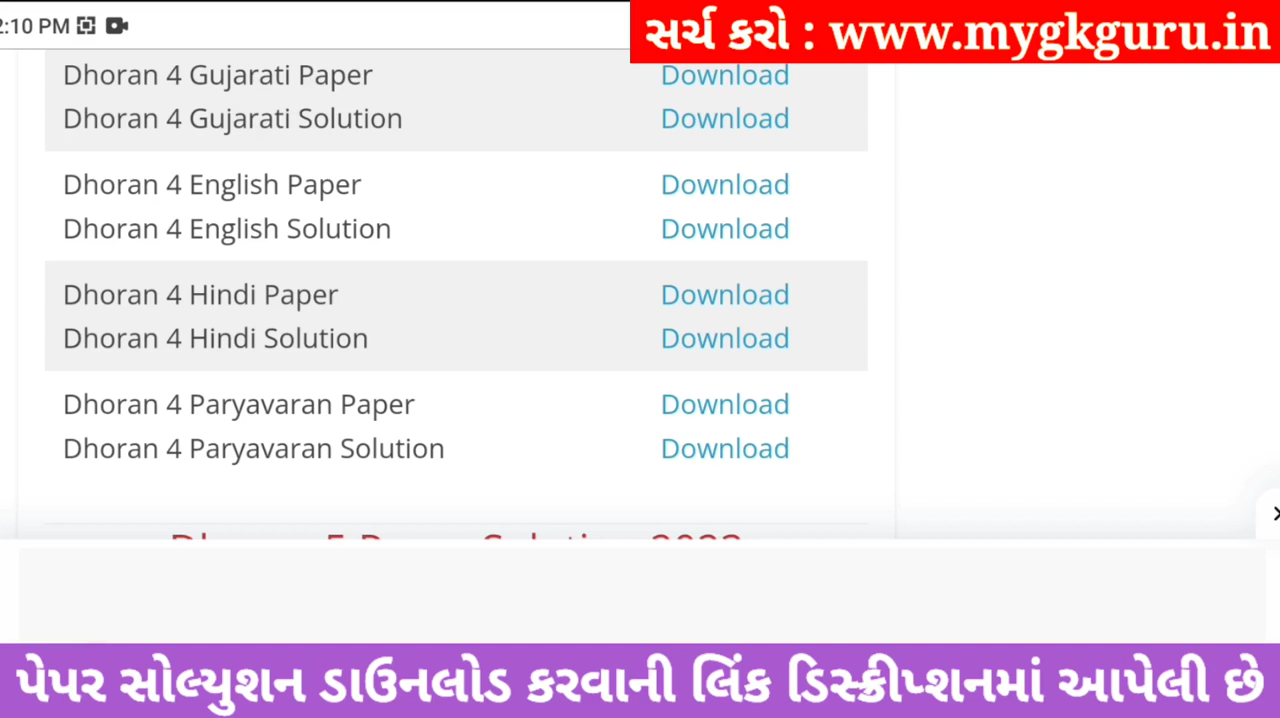 2:10 PM
સર્ચ કરો : www.mygkguru.in
Dhoran 4 Gujarati Paper Download
Dhoran 4 Gujarati Solution Download
Dhoran 4 English Paper Download
Dhoran 4 English Solution Download
Dhoran 4 Hindi Paper Download
Dhoran 4 Hindi Solution Download
Dhoran 4 Paryavaran Paper Download
Dhoran 4 Paryavaran Solution Download
પેપર સોલ્યુશન ડાઉનલોડ કરવાની લિંક ડિસ્ક્રીપ્શનમાં આપેલી છે